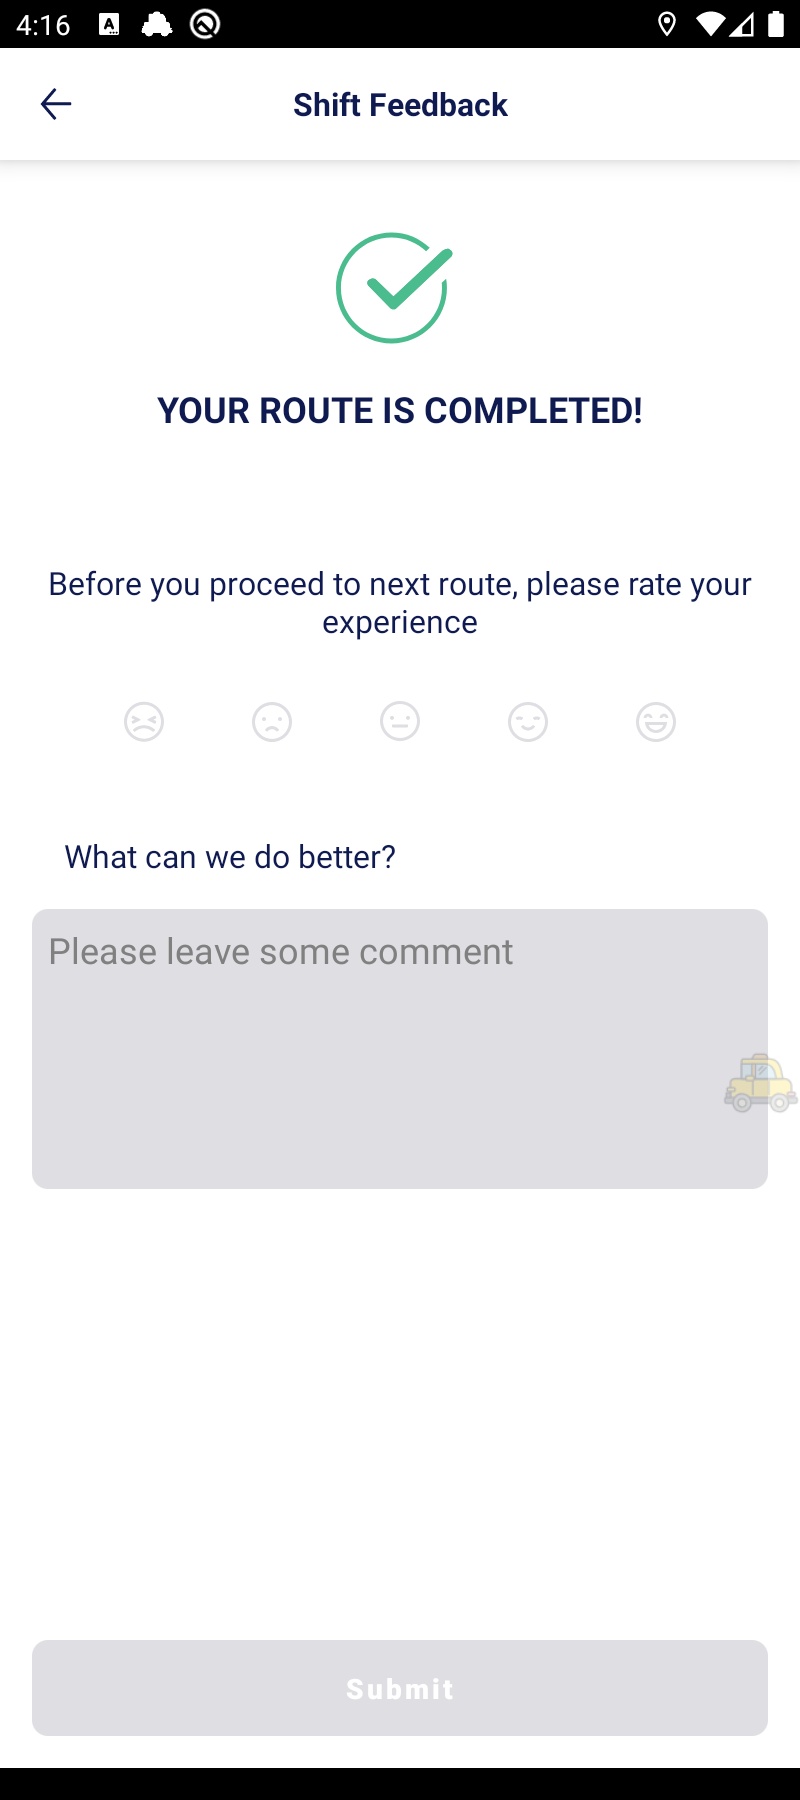 4:16
Shift Feedback
YOUR ROUTE IS COMPLETED!
Before you proceed to next route, please rate your
experience
What can we do better?
Please leave some comment
Submit